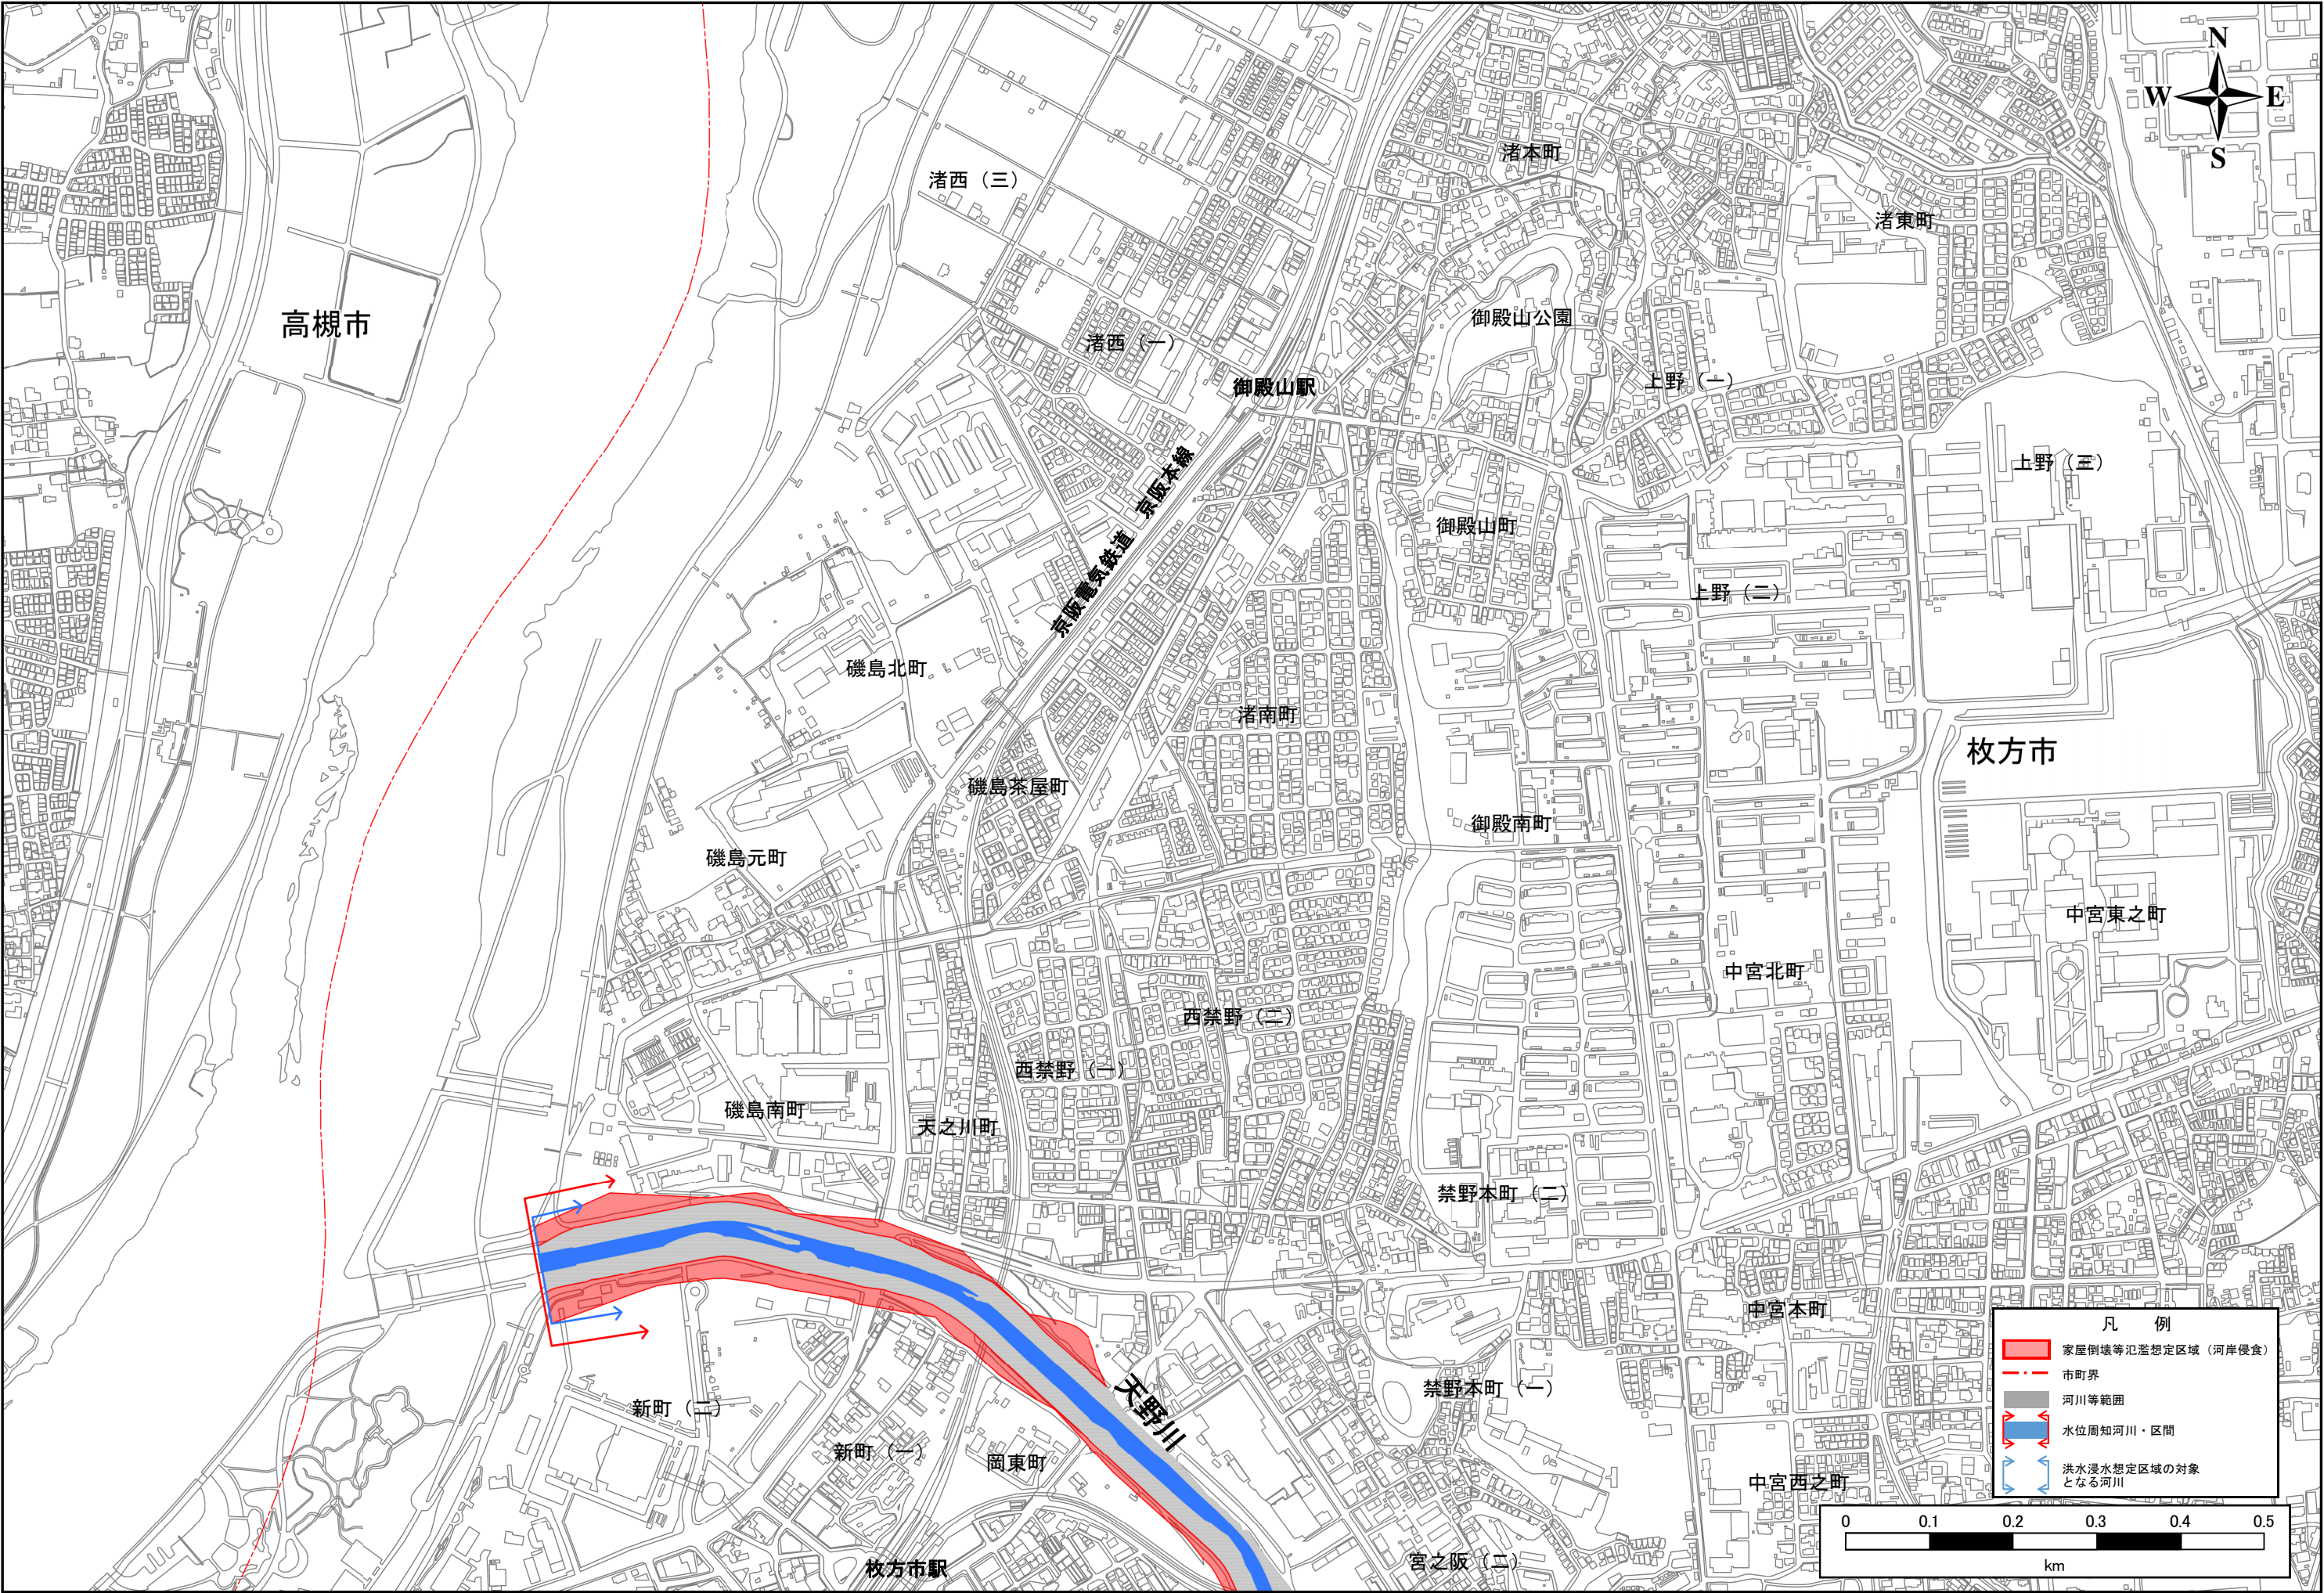 N
W E
S
渚本町
渚西（三）
渚東町
高槻市
御殿山公園
渚西（一）
上野（一）
御殿山駅
上野（三）
京阪電気鉄道　京阪本線
御殿山町
上野（二）
磯島北町
渚南町
枚方市
磯島茶屋町
御殿南町
磯島元町
中宮東之町
中宮北町
西禁野（二）
西禁野（一）
磯島南町
天之川町
禁野本町（二）
中宮本町
禁野本町（一）
天野川
新町（二）
新町（一）
岡東町
中宮西之町
宮之阪（二）
枚方市駅
凡　例
家屋倒壊等氾濫想定区域（河岸侵食）
市町界
河川等範囲
水位周知河川・区間
洪水浸水想定区域の対象
となる河川
0 0.1 0.2 0.3 0.4 0.5
km